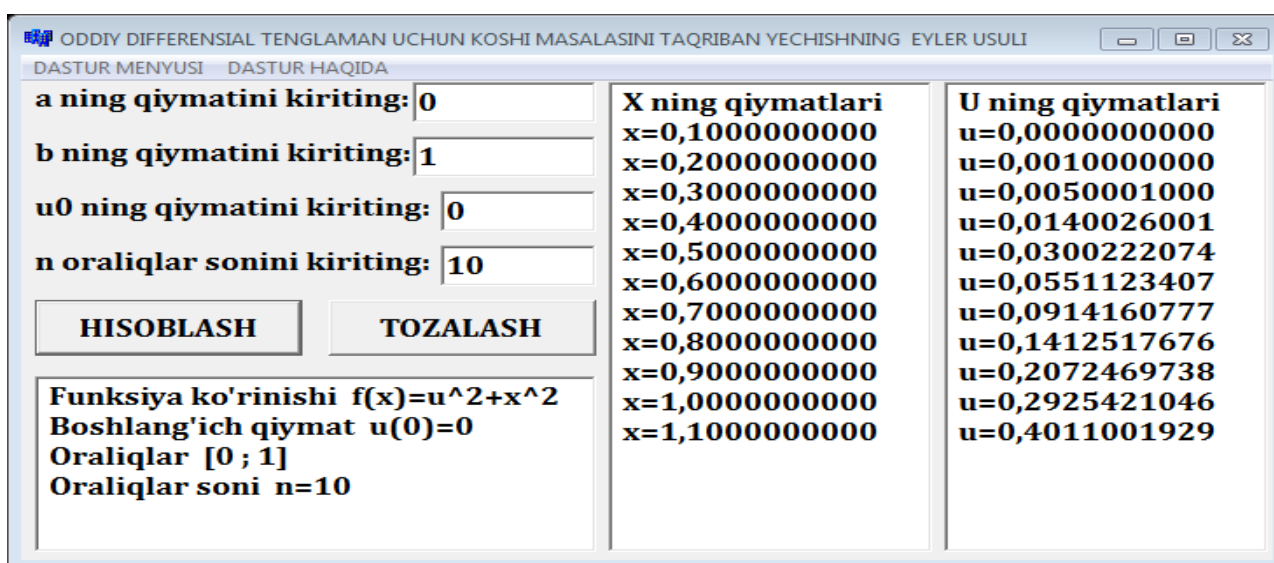 ODDIY DIFFERENSIAL TENGLAMAN UCHUN KOSHI MASALASINI TAQRIBAN YECHISHNING EYLER USULI
DASTUR MENYUSI DASTUR HAQIDA
a ning qiymatini kiriting: 0
b ning qiymatini kiriting: 1
u0 ning qiymatini kiriting: 0
n oraliqlar sonini kiriting: 10
HISOBLASH TOZALASH
Funksiya ko'rinishi f(x)=u^2+x^2
Boshlang'ich qiymat u(0)=0
Oraliqlar [0 ; 1]
Oraliqlar soni n=10
X ning qiymatlari
x=0,1000000000
x=0,2000000000
x=0,3000000000
x=0,4000000000
x=0,5000000000
x=0,6000000000
x=0,7000000000
x=0,8000000000
x=0,9000000000
x=1,0000000000
x=1,1000000000
U ning qiymatlari
u=0,0000000000
u=0,0010000000
u=0,0050001000
u=0,0140026001
u=0,0300222074
u=0,0551123407
u=0,0914160777
u=0,1412517676
u=0,2072469738
u=0,2925421046
u=0,4011001929